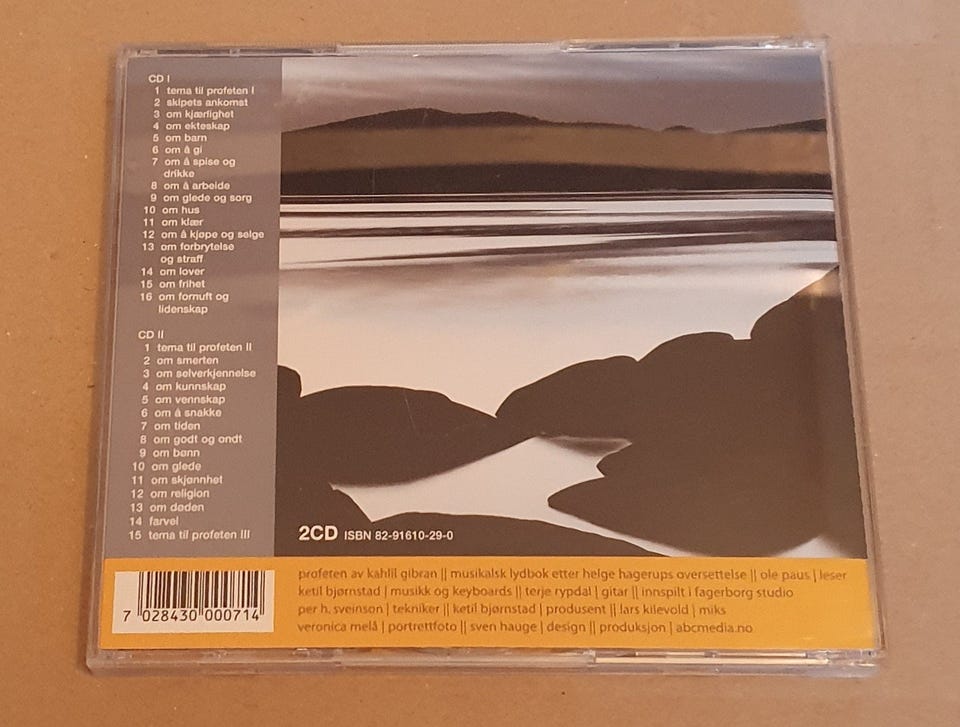 CD I
1 tema til profeten I
2 skipets ankomst
3 om kjærlighet
4 om ekteskap
5 om barn
6 om å gi
7 om å spise og
drikke
8 om å arbeide
9 om glede og sorg
10 om hus
11 om klær
12 om å kjøpe og selge
13 om forbrytelse
og straff
14 om lover
15 om frihet
16 om fornuft og
lidenskap
CD II
1 tema til profeten II
2 om smerten
3 om selverkjennelse
4 om kunnskap
5 om vennskap
6 om å snakke
7 om tiden
8 om godt og ondt
9 om bønn
10 om glede
11 om skjønnhet
12 om religion
13 om døden
14 farvel
15 tema til profeten III
2CD ISBN 82-91610-29-0
profeten av kahlil gibran || musikalsk lydbok etter helge hagerups oversettelse || ole paus | leser
ketil bjørnstad | musikk og keyboards || terje rypdal | gitar || innspilt i fagerborg studio
per h. sveinson | tekniker || ketil bjørnstad | produsent || lars kilevold | miks
veronica melå | portrettfoto || sven hauge | design || produksjon | abcmedia.no
7 028430 000714